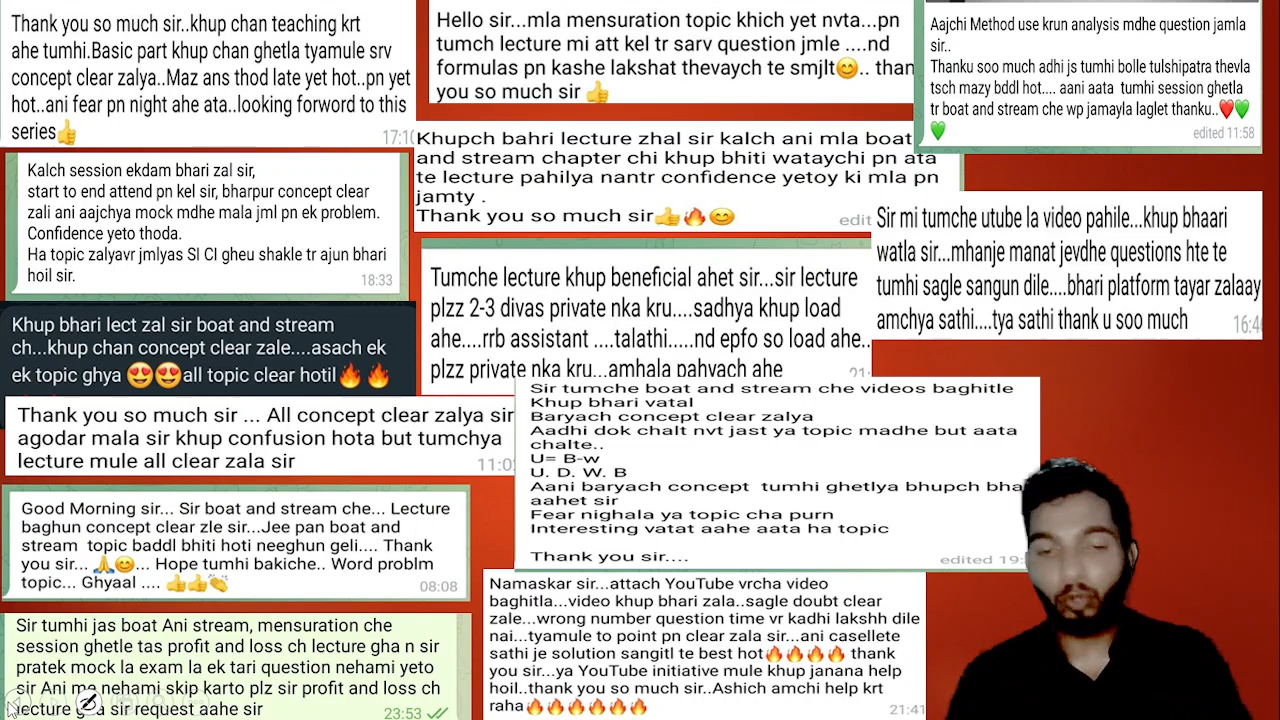 Thank you so much sir..khup chan teaching krt
ahe tumhi.Basic part khup chan ghetla tyamule srv
concept clear zalya..Maz ans thod late yet hot..pn yet
hot..ani fear pn night ahe ata..looking forward to this
series👍
17:10
Kalch session ekdam bhari zal sir,
start to end attend pn kel sir, bharpur concept clear
zali ani aajchya mock mdhe mala jml pn ek problem.
Confidence yeto thoda.
Ha topic zalyavr jmlyas SI CI gheu shakle tr ajun bhari
hoil sir.
18:33
Khup bhari lect zal sir boat and stream
ch...khup chan concept clear zale....asach ek
ek topic ghya 😍😍all topic clear hotil🔥🔥
Thank you so much sir ... All concept clear zalya sir
agodar mala sir khup confusion hota but tumchya
lecture mule all clear zala sir
11:02
Good Morning sir... Sir boat and stream che... Lecture
baghun concept clear zle sir...Jee pan boat and
stream topic baddl bhiti hoti neeghun geli.... Thank
you sir... 🙏😊... Hope tumhi bakiche.. Word problm
topic... Ghyaal .... 👍👍👏
08:08
Sir tumhi jas boat Ani stream, mensuration che
session ghetle tas profit and loss ch lecture gha n sir
pratek mock la exam la ek tari question nehami yeto
sir Ani me nehami skip karto plz sir profit and loss ch
lecture gha sir request aahe sir
23:53
Hello sir...mla mensuration topic khich yet nvta...pn
tumch lecture mi att kel tr sarv question jmle ....nd
formulas pn kashe lakshat thevaych te smjlt😊.. than
you so much sir 👍
Khupch bahri lecture zhal sir kalch ani mla boat
and stream chapter chi khup bhiti wataychi pn ata
te lecture pahilya nantr confidence yetoy ki mla pn
jamty .
Thank you so much sir👍🔥😊
edit
Tumche lecture khup beneficial ahet sir...sir lecture
plzz 2-3 divas private nka kru....sadhya khup load
ahe....rrb assistant ....talathi.....nd epfo so load ahe..
plzz private nka kru...amhala pahvach ahe
21:
Sir tumche boat and stream che videos baghitle
Khup bhari vatal
Baryach concept clear zalya
Aadhi dok chalt nvt jast ya topic madhe but aata
chalte..
U= B-w
U. D. W. B
Aani baryach concept tumhi ghetlya bhupch bha
aahet sir
Fear nighala ya topic cha purn
Interesting vatat aahe aata ha topic
Thank you sir....
edited 19:
Namaskar sir...attach YouTube vrcha video
baghitla...video khup bhari zala..sagle doubt clear
zale...wrong number question time vr kadhi lakshh dile
nai...tyamule to point pn clear zala sir...ani casellete
sathi je solution sangitl te best hot🔥🔥🔥🔥 thank
you sir...ya YouTube initiative mule khup janana help
hoil..thank you so much sir..Ashich amchi help krt
raha🔥🔥🔥🔥🔥🔥
21:41
Aajchi Method use krun analysis mdhe question jamla
sir..
Thanku soo much adhi js tumhi bolle tulshipatra thevla
tsch mazy bddl hot.... aani aata tumhi session ghetla
tr boat and stream che wp jamayla laglet thanku..❤️💚
💚
edited 11:58
Sir mi tumche utube la video pahile...khup bhaari
watla sir...mhanje manat jevdhe questions hte te
tumhi sagle sangun dile....bhari platform tayar zalaay
amchya sathi....tya sathi thank u soo much
16:46